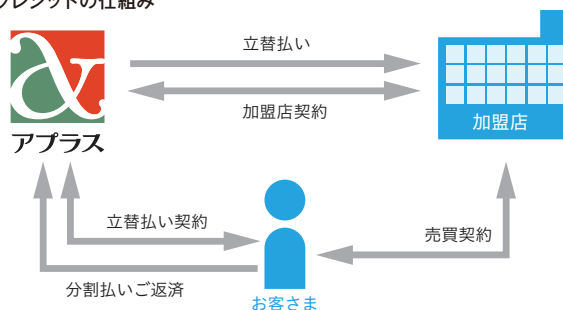 クレジットの仕組み
立替払い
加盟店契約
アプラス
加盟店
立替払い契約
売買契約
分割払いご返済
お客さま